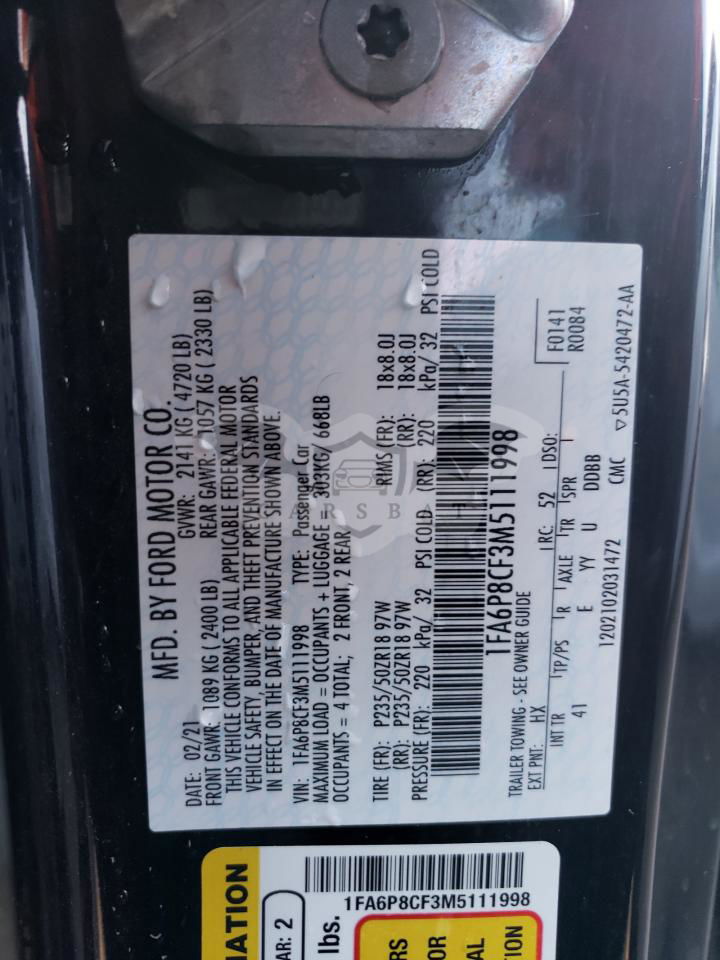 MFD. BY FORD MOTOR CO.
DATE: 02/21 GVWR: 2141 KG ( 4720 LB)
FRONT GAWR: 1089 KG ( 2400 LB) REAR GAWR: 1057 KG ( 2330 LB)
THIS VEHICLE CONFORMS TO ALL APPLICABLE FEDERAL MOTOR
VEHICLE SAFETY, BUMPER, AND THEFT PREVENTION STANDARDS
IN EFFECT ON THE DATE OF MANUFACTURE SHOWN ABOVE.
VIN: 1FA6P8CF3M5111998 TYPE: Passenger Car
MAXIMUM LOAD = OCCUPANTS + LUGGAGE = 303KG/ 668LB
OCCUPANTS = 4 TOTAL; 2 FRONT, 2 REAR
TIRE (FR): P235/50ZR18 97W RIMS (FR): 18x8.0J
(RR): P235/50ZR18 97W (RR): 18x8.0J
PRESSURE (FR): 220 kPa/ 32 PSI COLD (RR): 220 kPa/ 32 PSI COLD
1FA6P8CF3M5111998
TRAILER TOWING - SEE OWNER GUIDE
EXT PNT: HX RC: 52 DSO: F0141
INT TR TP/PS R AXLE TR SPR R0084
41 E YY U DDBB
1202102031472 CMC 5U5A-5420472-AA
1FA6P8CF3M5111998
AR: 2
lbs.